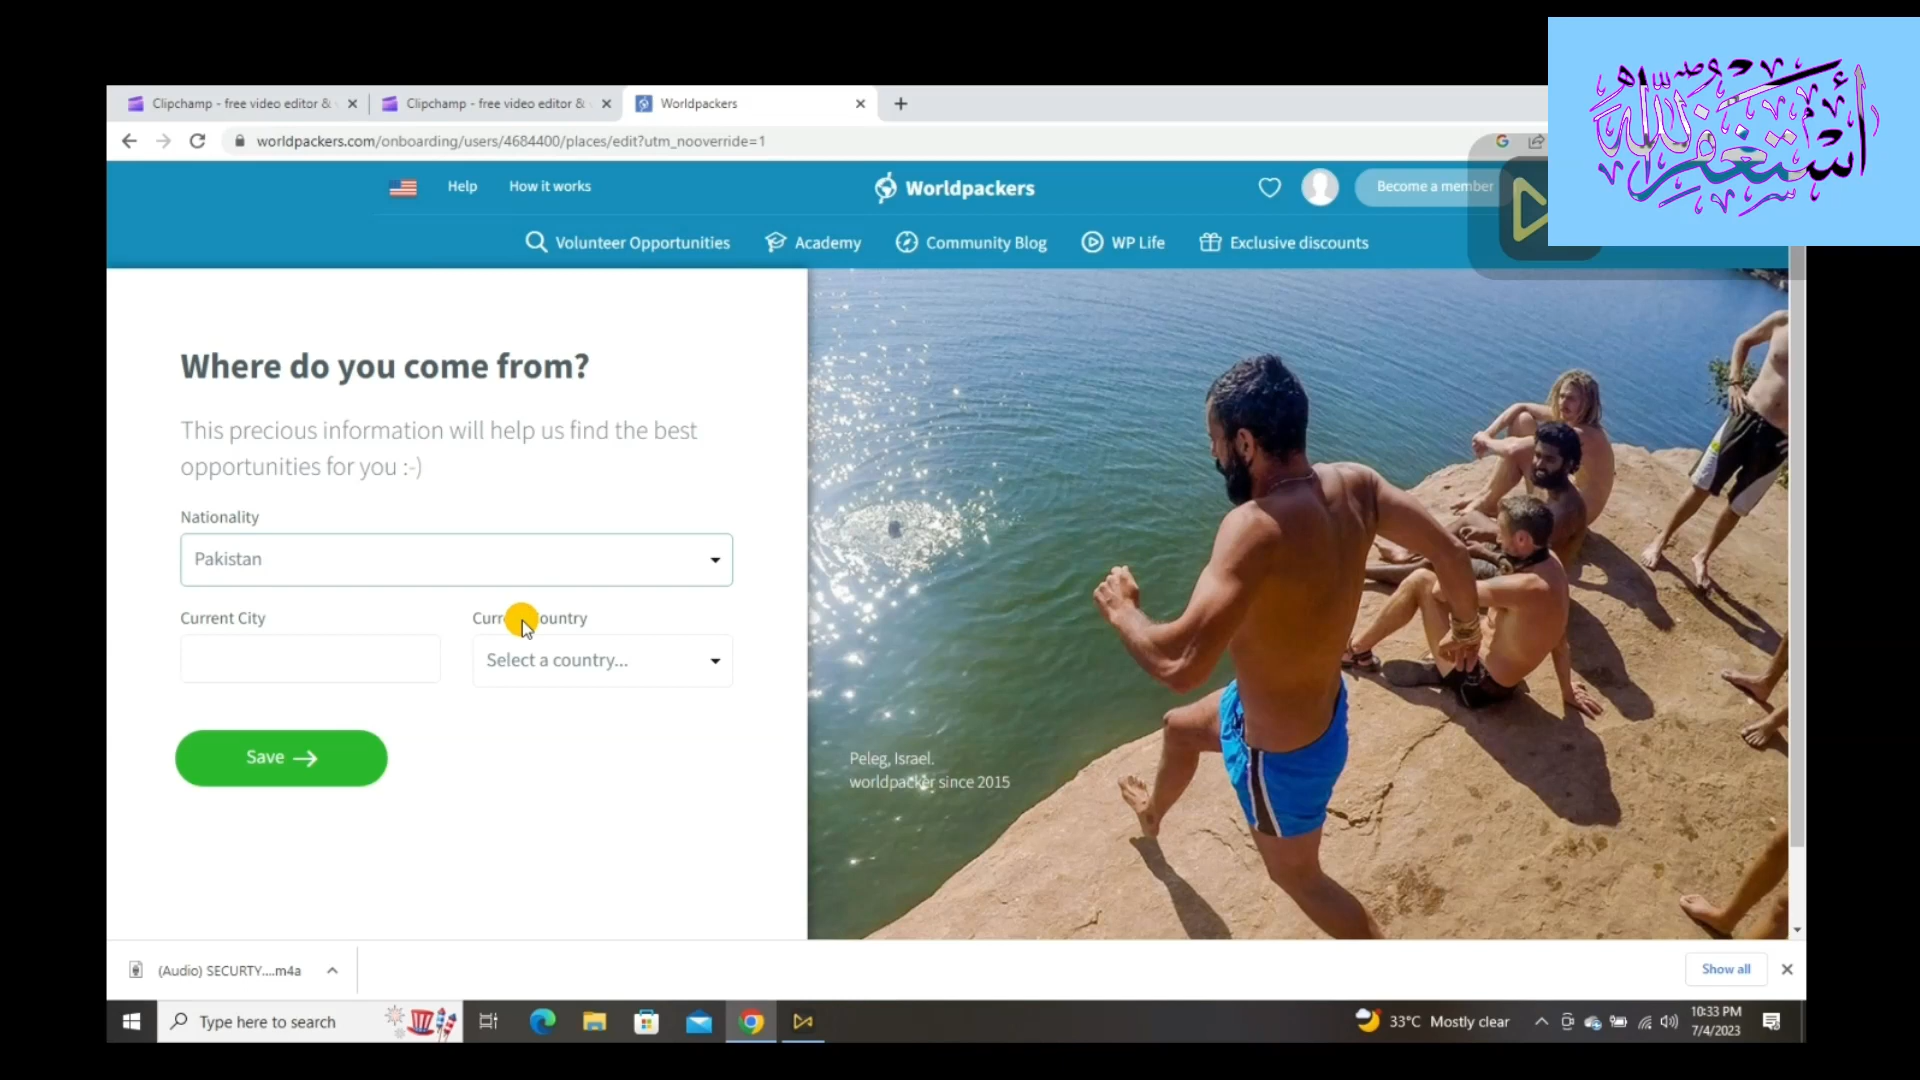 أستغفر الله
Clipchamp - free video editor &
Clipchamp - free video editor &
Worldpackers
worldpackers.com/onboarding/users/4684400/places/edit?utm_nooverride=1
Help
How it works
Worldpackers
Become a member
Volunteer Opportunities
Academy
Community Blog
WP Life
Exclusive discounts
Where do you come from?
This precious information will help us find the best
opportunities for you :-)
Nationality
Pakistan
Current City
Curr ountry
Select a country...
Save
Peleg, Israel.
worldpacker since 2015
(Audio) SECURTY....m4a
Show all
Type here to search
33°C Mostly clear
10:33 PM
7/4/2023